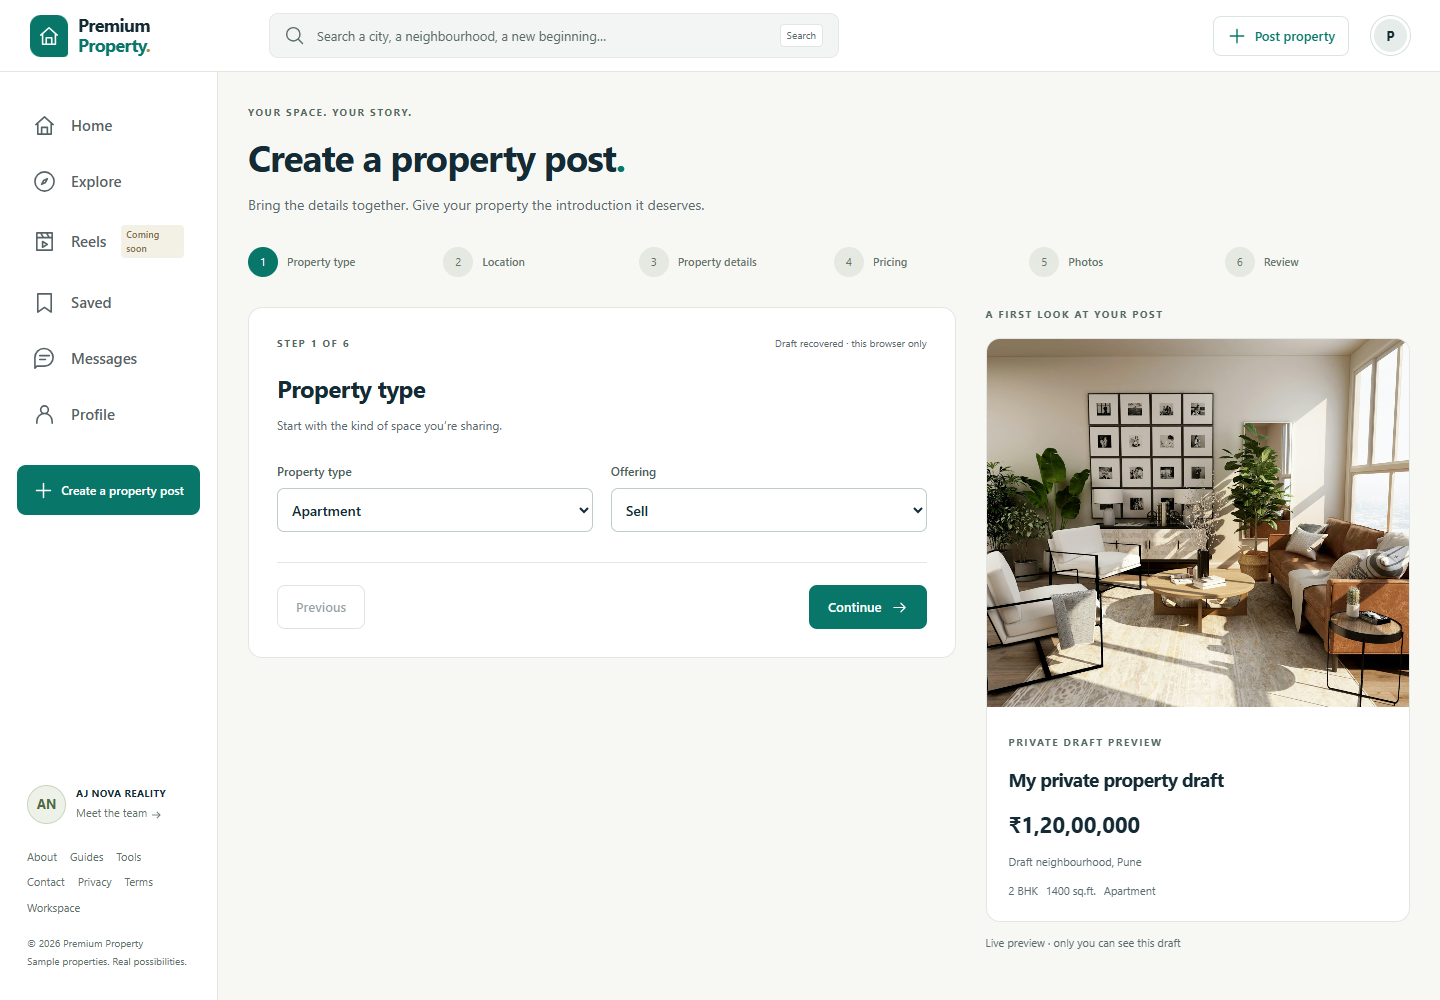 Premium
Property.
Search a city, a neighbourhood, a new beginning...
Search
Post property
P
Home
Explore
Reels
Coming
soon
Saved
Messages
Profile
Create a property post
AN
AJ NOVA REALITY
Meet the team →
About Guides Tools
Contact Privacy Terms
Workspace
© 2026 Premium Property
Sample properties. Real possibilities.
YOUR SPACE. YOUR STORY.
Create a property post.
Bring the details together. Give your property the introduction it deserves.
1 Property type
2 Location
3 Property details
4 Pricing
5 Photos
6 Review
STEP 1 OF 6
Draft recovered · this browser only
Property type
Start with the kind of space you’re sharing.
Property type
Offering
Apartment
Sell
Previous
Continue →
A FIRST LOOK AT YOUR POST
PRIVATE DRAFT PREVIEW
My private property draft
₹1,20,00,000
Draft neighbourhood, Pune
2 BHK 1400 sq.ft. Apartment
Live preview · only you can see this draft